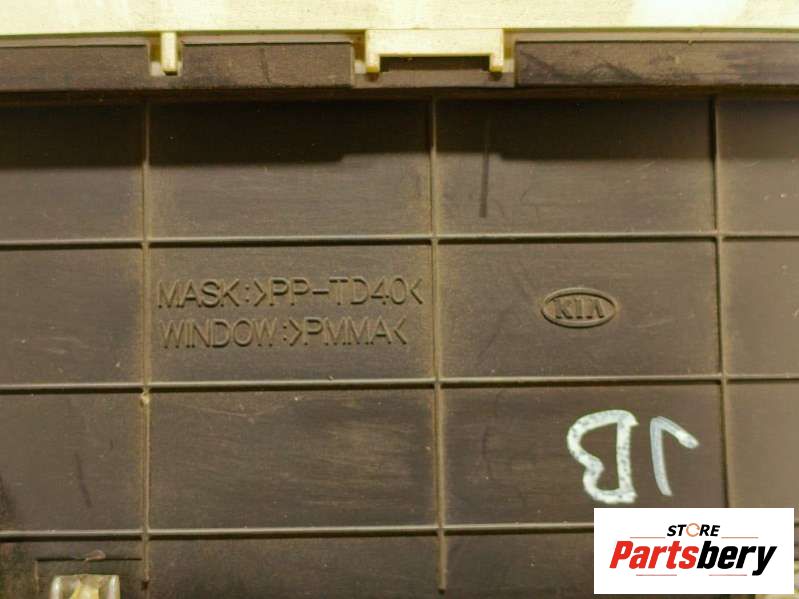 MASK:>PP-TD40<
WINDOW:>PMMA<
KIA
JB
STORE
Partsbery